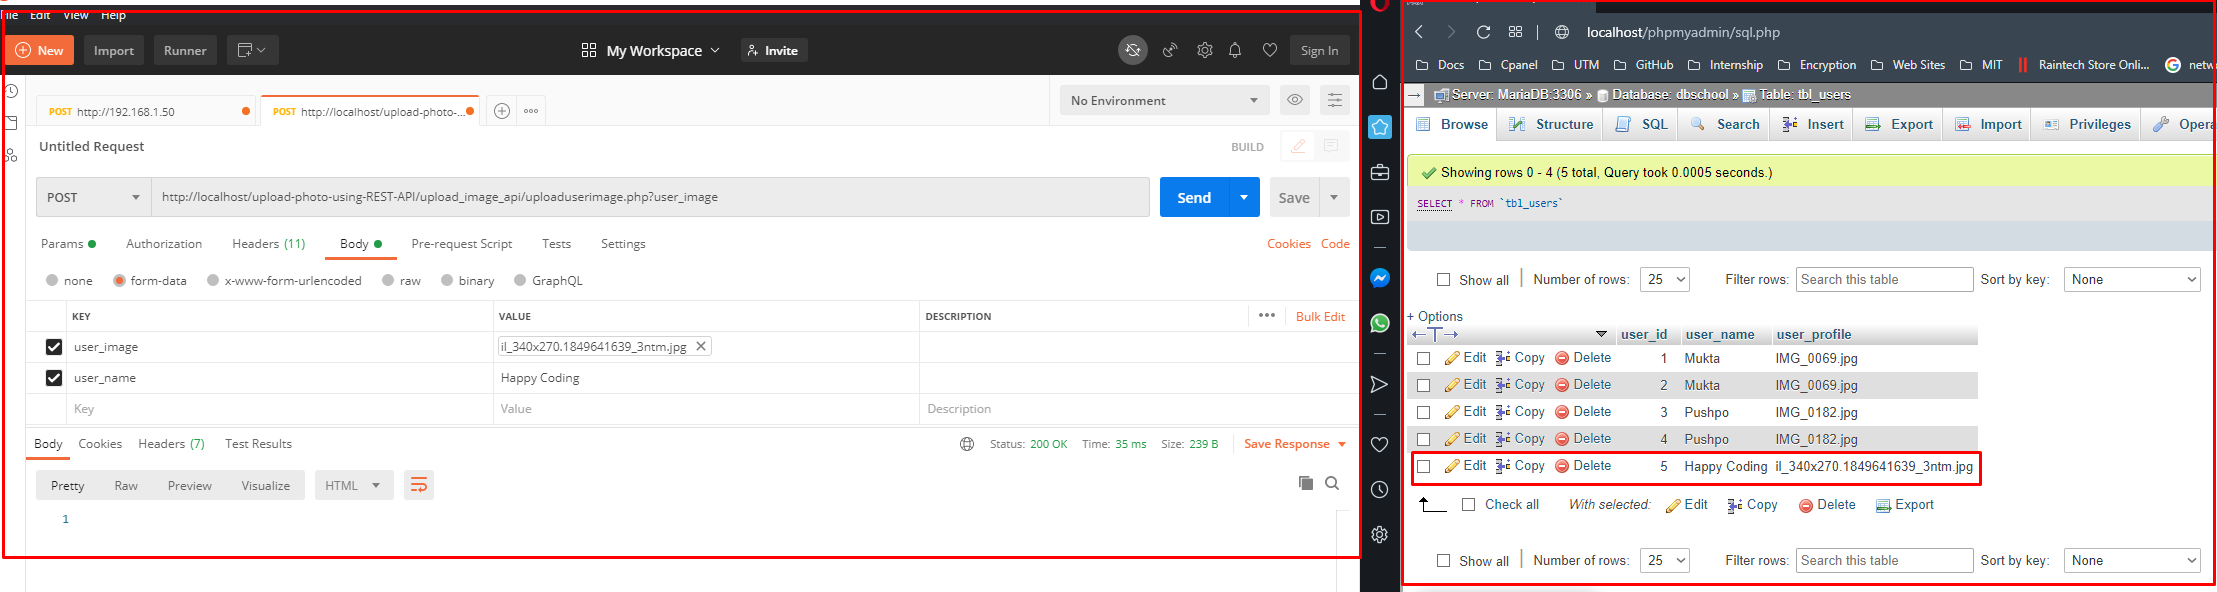 File Edit View Help
New Import Runner My Workspace Invite Sign In
POST http://192.168.1.50 POST http://localhost/upload-photo-... No Environment
Untitled Request BUILD
POST http://localhost/upload-photo-using-REST-API/upload_image_api/uploaduserimage.php?user_image Send Save
Params Authorization Headers (11) Body Pre-request Script Tests Settings Cookies Code
none form-data x-www-form-urlencoded raw binary GraphQL
KEY VALUE DESCRIPTION Bulk Edit
user_image il_340x270.1849641639_3ntm.jpg
user_name Happy Coding
Key Value Description
Body Cookies Headers (7) Test Results Status: 200 OK Time: 35 ms Size: 239 B Save Response
Pretty Raw Preview Visualize HTML
1
localhost/phpmyadmin/sql.php
Docs Cpanel UTM GitHub Internship Encryption Web Sites MIT Raintech Store Onli... netw
Server: MariaDB:3306 » Database: dbschool » Table: tbl_users
Browse Structure SQL Search Insert Export Import Privileges Opera
Showing rows 0 - 4 (5 total, Query took 0.0005 seconds.)
SELECT * FROM `tbl_users`
Show all Number of rows: 25 Filter rows: Search this table Sort by key: None
+ Options
user_id user_name user_profile
Edit Copy Delete 1 Mukta IMG_0069.jpg
Edit Copy Delete 2 Mukta IMG_0069.jpg
Edit Copy Delete 3 Pushpo IMG_0182.jpg
Edit Copy Delete 4 Pushpo IMG_0182.jpg
Edit Copy Delete 5 Happy Coding il_340x270.1849641639_3ntm.jpg
Check all With selected: Edit Copy Delete Export
Show all Number of rows: 25 Filter rows: Search this table Sort by key: None